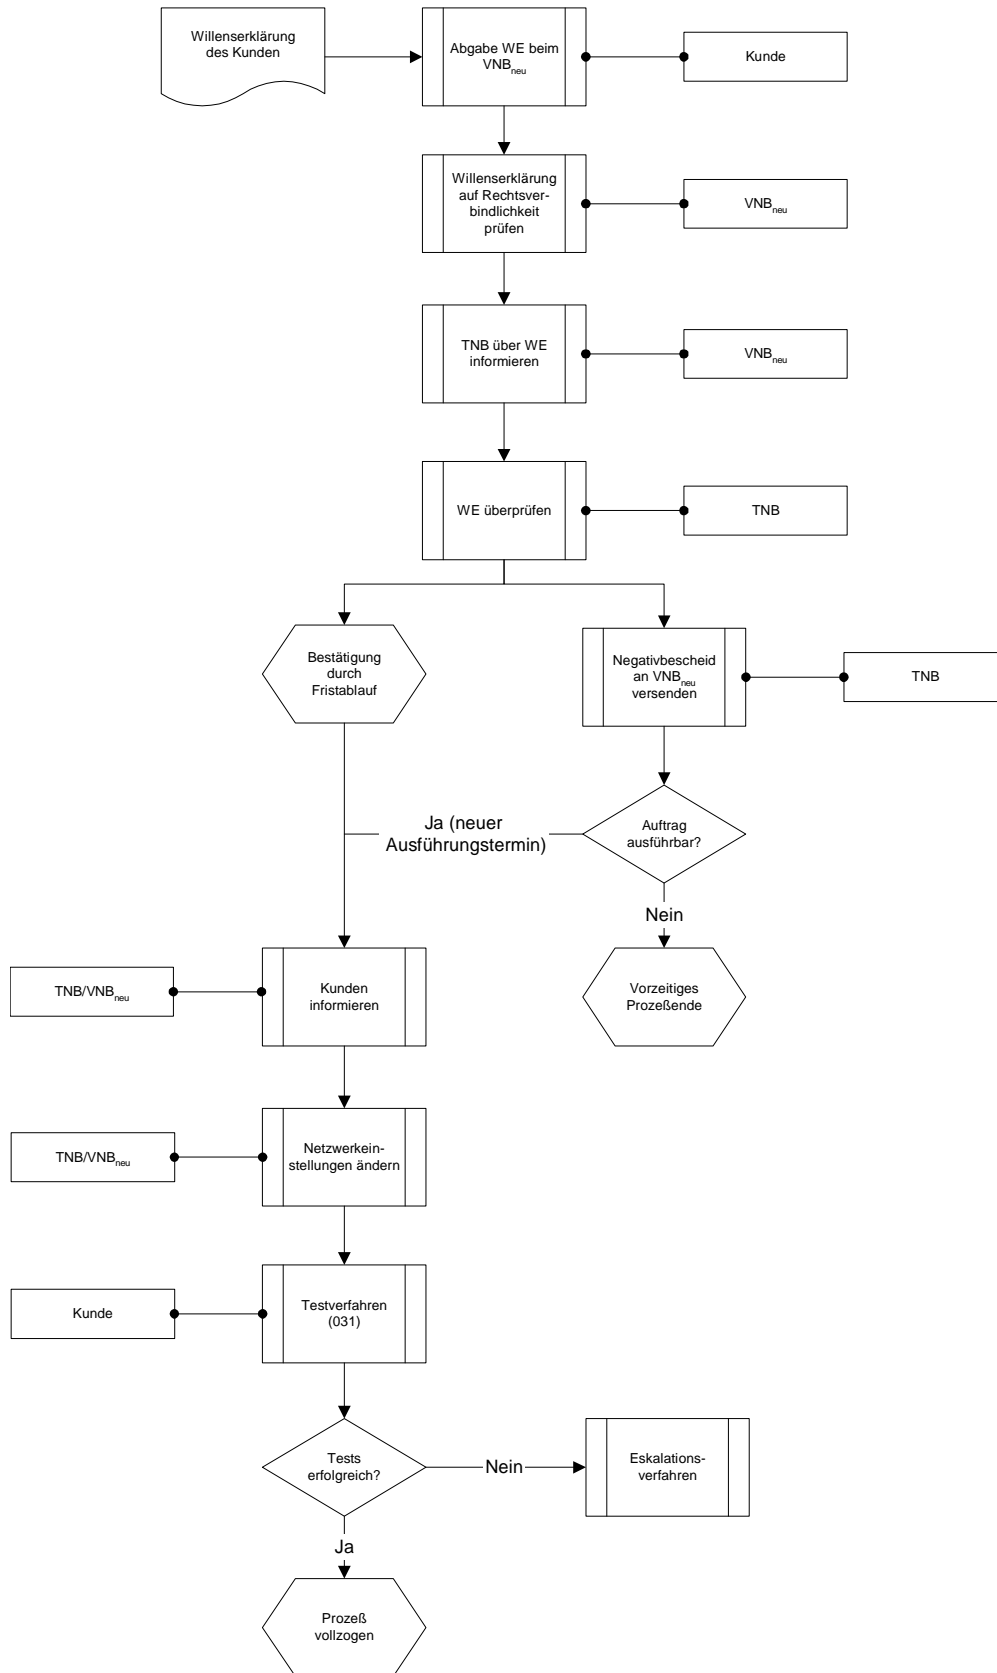 Willenserklärung
des Kunden
Abgabe WE beim
VNBneu
Kunde
Willenserklärung
auf Rechtsver-
bindlichkeit
prüfen
VNBneu
TNB über WE
informieren
VNBneu
WE überprüfen
TNB
Bestätigung
durch
Fristablauf
Negativbescheid
an VNBneu
versenden
TNB
Ja (neuer
Ausführungstermin)
Auftrag
ausführbar?
Nein
TNB/VNBneu
Kunden
informieren
Vorzeitiges
Prozeßende
TNB/VNBneu
Netzwerkein-
stellungen ändern
Kunde
Testverfahren
(031)
Tests
erfolgreich?
Nein
Eskalations-
verfahren
Ja
Prozeß
vollzogen